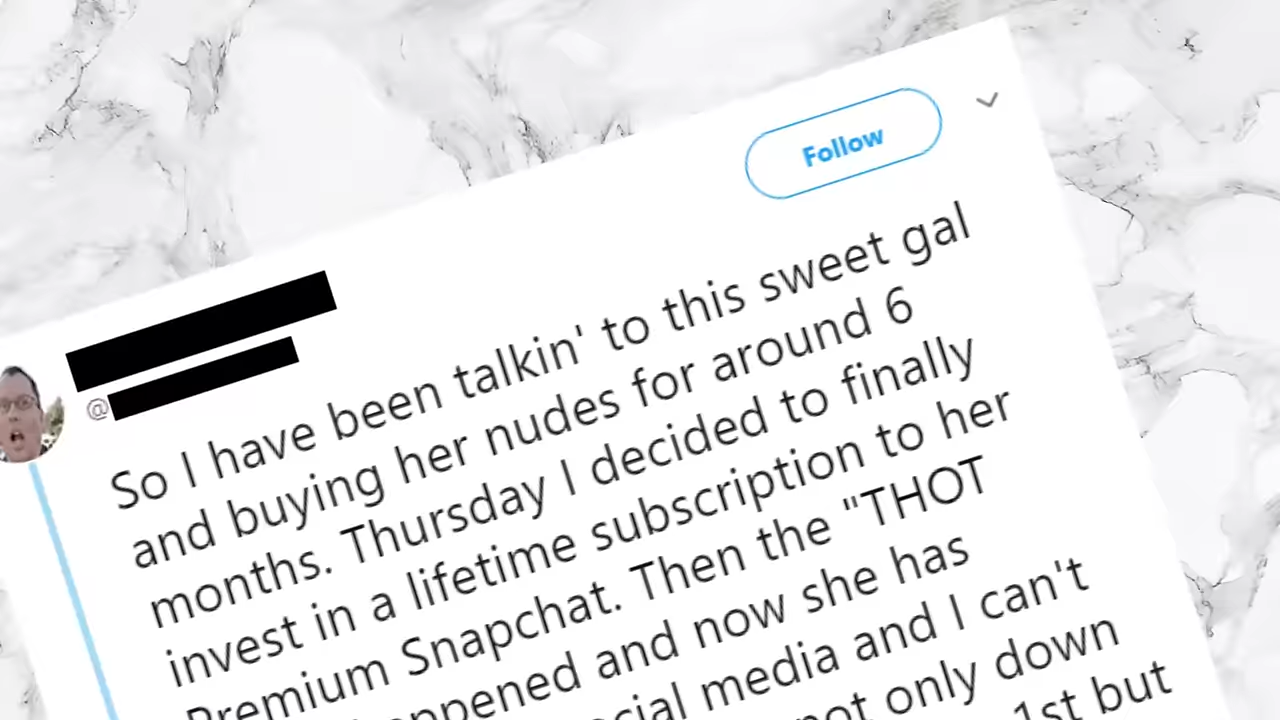 Follow
@
So I have been talkin' to this sweet gal
and buying her nudes for around 6
months. Thursday I decided to finally
invest in a lifetime subscription to her
Premium Snapchat. Then the "THOT
and now she has
media and I can't
not only down
1st but